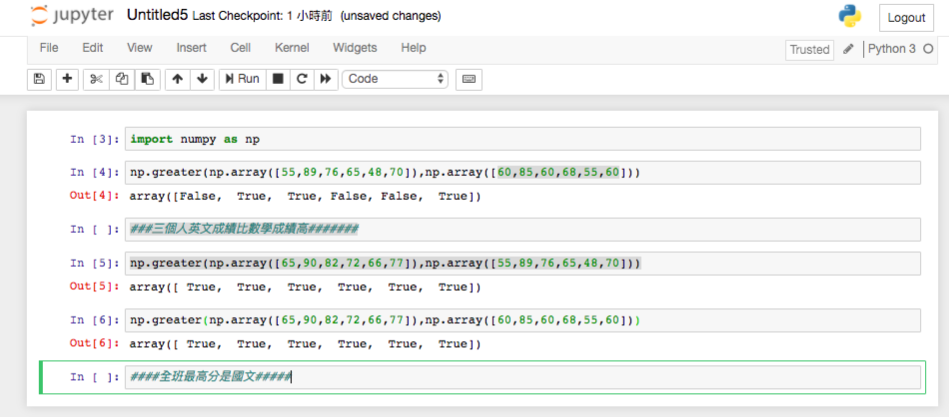 jupyter Untitled5 Last Checkpoint: 1 小時前 (unsaved changes)
Logout
File Edit View Insert Cell Kernel Widgets Help
Trusted Python 3
Run Code
In [3]: import numpy as np
In [4]: np.greater(np.array([55,89,76,65,48,70]),np.array([60,85,60,68,55,60]))
Out[4]: array([False, True, True, False, False, True])
In [ ]: ###三個人英文成績比數學成績高#######
In [5]: np.greater(np.array([65,90,82,72,66,77]),np.array([55,89,76,65,48,70]))
Out[5]: array([ True, True, True, True, True, True])
In [6]: np.greater(np.array([65,90,82,72,66,77]),np.array([60,85,60,68,55,60]))
Out[6]: array([ True, True, True, True, True, True])
In [ ]: ####全班最高分是國文#####